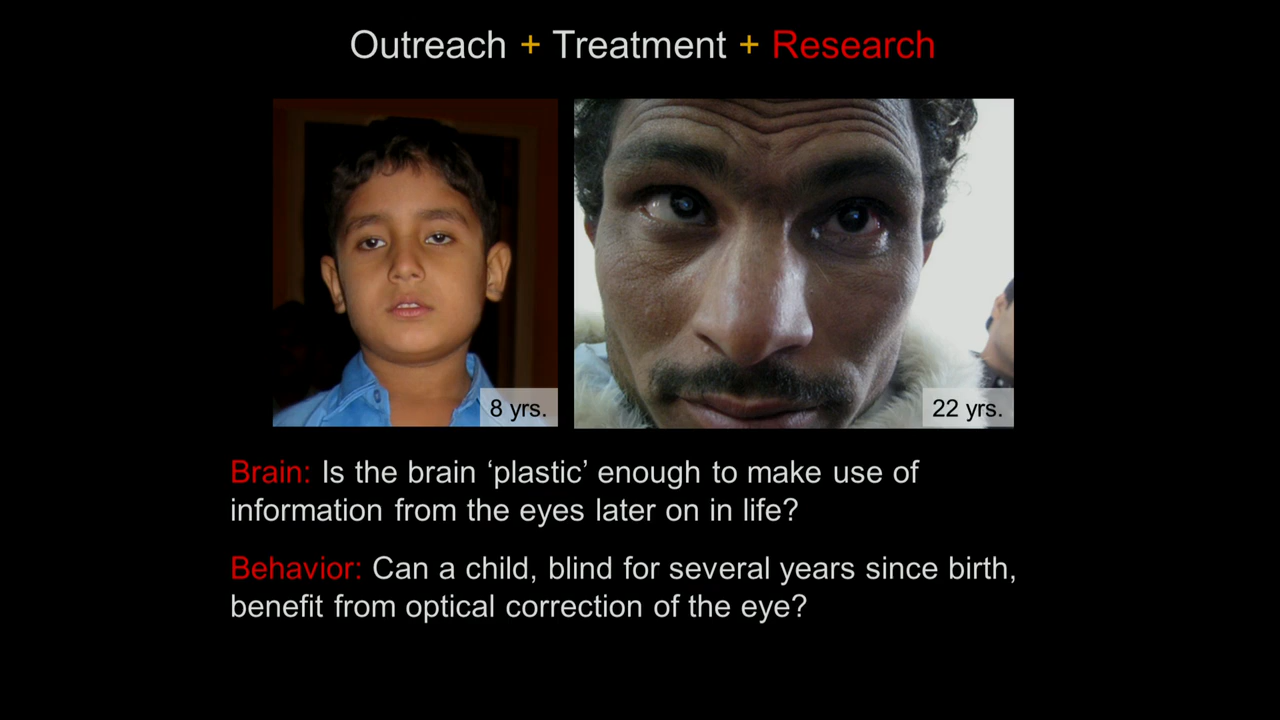 Outreach + Treatment + Research
8 yrs.
22 yrs.
Brain: Is the brain ‘plastic’ enough to make use of
information from the eyes later on in life?
Behavior: Can a child, blind for several years since birth,
benefit from optical correction of the eye?